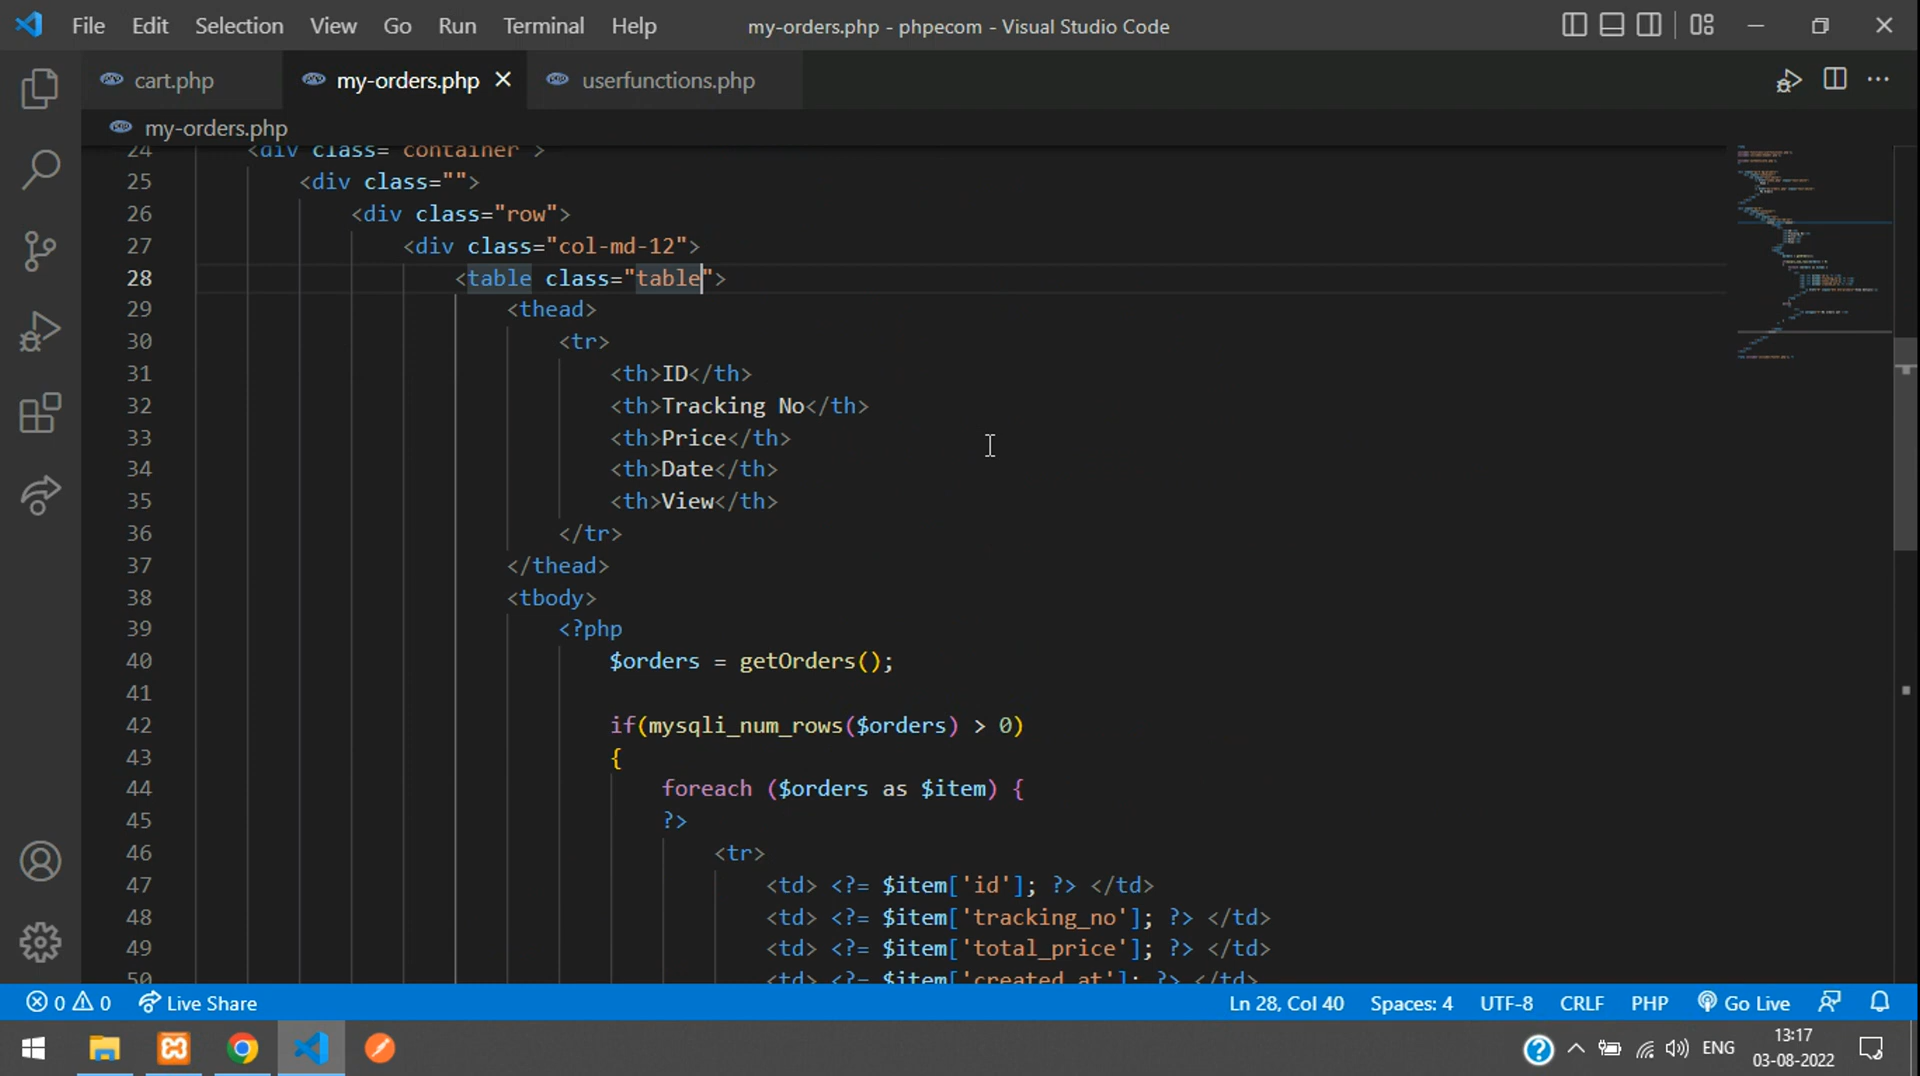 File Edit Selection View Go Run Terminal Help my-orders.php - phpecom - Visual Studio Code
cart.php my-orders.php userfunctions.php
my-orders.php
24 <div class="container">
25 <div class="">
26 <div class="row">
27 <div class="col-md-12">
28 <table class="table">
29 <thead>
30 <tr>
31 <th>ID</th>
32 <th>Tracking No</th>
33 <th>Price</th>
34 <th>Date</th>
35 <th>View</th>
36 </tr>
37 </thead>
38 <tbody>
39 <?php
40 $orders = getOrders();
41
42 if(mysqli_num_rows($orders) > 0)
43 {
44 foreach ($orders as $item) {
45 ?>
46 <tr>
47 <td> <?= $item['id']; ?> </td>
48 <td> <?= $item['tracking_no']; ?> </td>
49 <td> <?= $item['total_price']; ?> </td>
50 <td> <?= $item['created_at']; ?> </td>
0 0 Live Share Ln 28, Col 40 Spaces: 4 UTF-8 CRLF PHP Go Live
ENG 13:17
03-08-2022